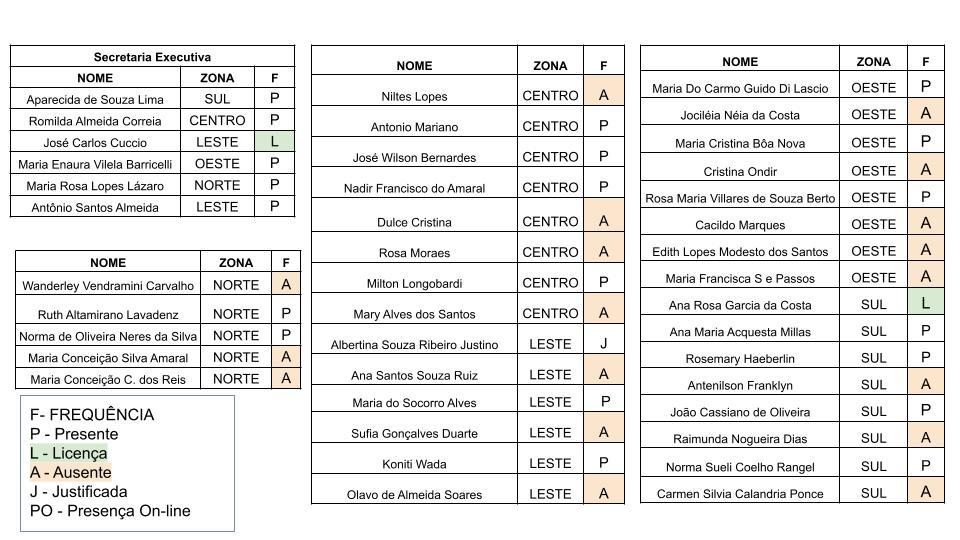 Secretaria Executiva
NOME ZONA F
Aparecida de Souza Lima SUL P
Romilda Almeida Correia CENTRO P
José Carlos Cuccio LESTE L
Maria Enaura Vilela Barricelli OESTE P
Maria Rosa Lopes Lázaro NORTE P
Antônio Santos Almeida LESTE P
NOME ZONA F
Wanderley Vendramini Carvalho NORTE A
Ruth Altamirano Lavadenz NORTE P
Norma de Oliveira Neres da Silva NORTE P
Maria Conceição Silva Amaral NORTE A
Maria Conceição C. dos Reis NORTE A
F- FREQUÊNCIA
P - Presente
L - Licença
A - Ausente
J - Justificada
PO - Presença On-line
NOME ZONA F
Niltes Lopes CENTRO A
Antonio Mariano CENTRO P
José Wilson Bernardes CENTRO P
Nadir Francisco do Amaral CENTRO P
Dulce Cristina CENTRO A
Rosa Moraes CENTRO A
Milton Longobardi CENTRO P
Mary Alves dos Santos CENTRO A
Albertina Souza Ribeiro Justino LESTE J
Ana Santos Souza Ruiz LESTE A
Maria do Socorro Alves LESTE P
Sufia Gonçalves Duarte LESTE A
Koniti Wada LESTE P
Olavo de Almeida Soares LESTE A
NOME ZONA F
Maria Do Carmo Guido Di Lascio OESTE P
Jociléia Néia da Costa OESTE A
Maria Cristina Bôa Nova OESTE P
Cristina Ondir OESTE A
Rosa Maria Villares de Souza Berto OESTE P
Cacildo Marques OESTE A
Edith Lopes Modesto dos Santos OESTE A
Maria Francisca S e Passos OESTE A
Ana Rosa Garcia da Costa SUL L
Ana Maria Acquesta Millas SUL P
Rosemary Haeberlin SUL P
Antenilson Franklyn SUL A
João Cassiano de Oliveira SUL P
Raimunda Nogueira Dias SUL A
Norma Sueli Coelho Rangel SUL P
Carmen Silvia Calandria Ponce SUL A